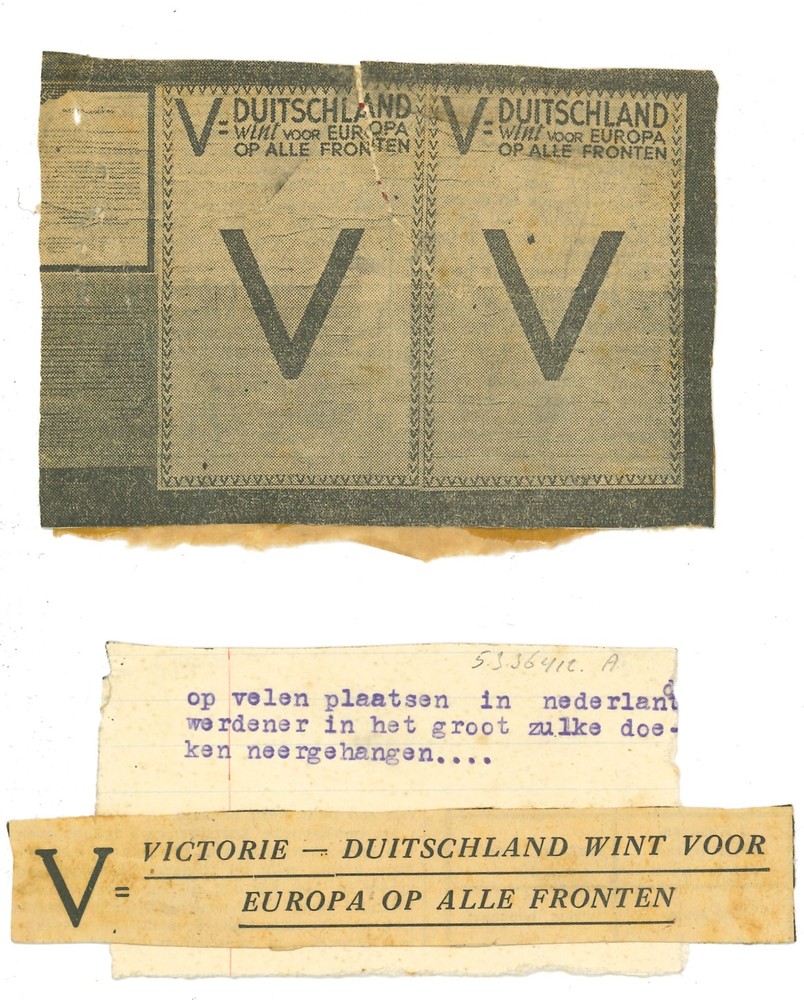 V = DUITSCHLAND
wint VOOR EUROPA
OP ALLE FRONTEN
V
V = DUITSCHLAND
wint VOOR EUROPA
OP ALLE FRONTEN
V
op velen plaatsen in nederland
werdener in het groot zulke doe-
ken neergehangen....
V = VICTORIE — DUITSCHLAND WINT VOOR
EUROPA OP ALLE FRONTEN